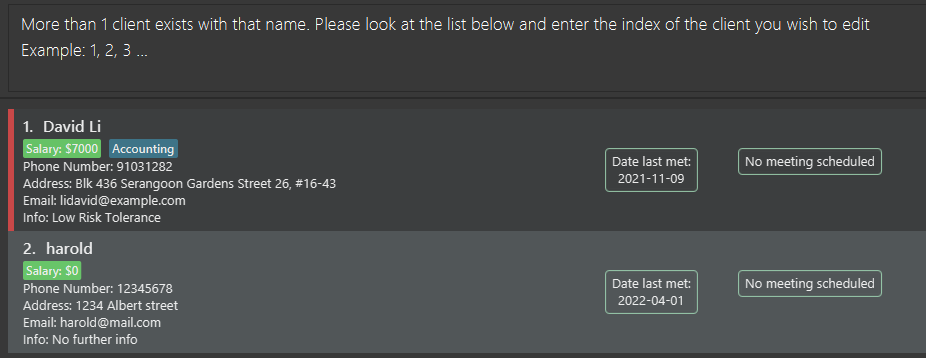 More than 1 client exists with that name. Please look at the list below and enter the index of the client you wish to edit
Example: 1, 2, 3 ...
1. David Li
Salary: $7000 Accounting
Phone Number: 91031282
Address: Blk 436 Serangoon Gardens Street 26, #16-43
Email: lidavid@example.com
Info: Low Risk Tolerance
Date last met:
2021-11-09
No meeting scheduled
2. harold
Salary: $0
Phone Number: 12345678
Address: 1234 Albert street
Email: harold@mail.com
Info: No further info
Date last met:
2022-04-01
No meeting scheduled